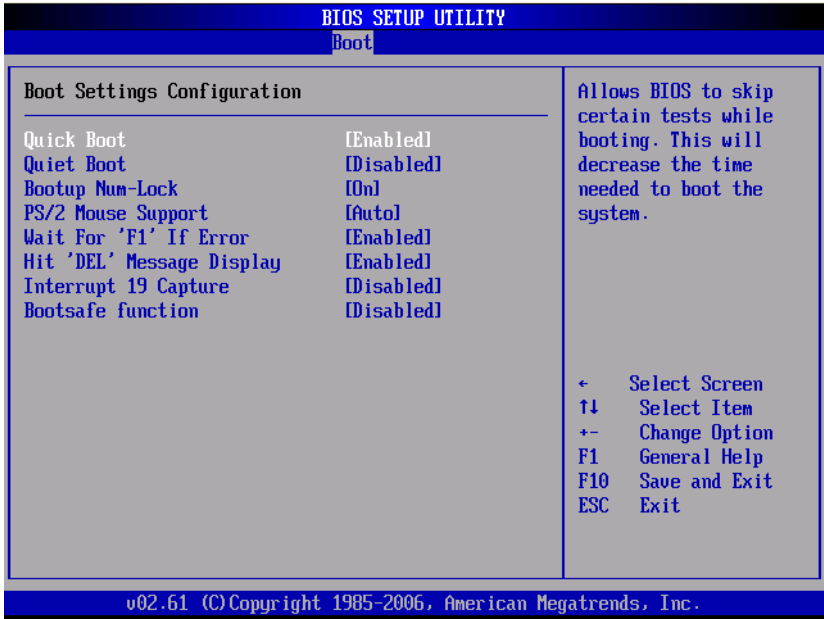 BIOS SETUP UTILITY
Boot
Boot Settings Configuration
Quick Boot [Enabled]
Quiet Boot [Disabled]
Bootup Num-Lock [On]
PS/2 Mouse Support [Auto]
Wait For 'F1' If Error [Enabled]
Hit 'DEL' Message Display [Enabled]
Interrupt 19 Capture [Disabled]
Bootsafe function [Disabled]
Allows BIOS to skip
certain tests while
booting. This will
decrease the time
needed to boot the
system.
← Select Screen
↑↓ Select Item
+- Change Option
F1 General Help
F10 Save and Exit
ESC Exit
v02.61 (C)Copyright 1985-2006, American Megatrends, Inc.